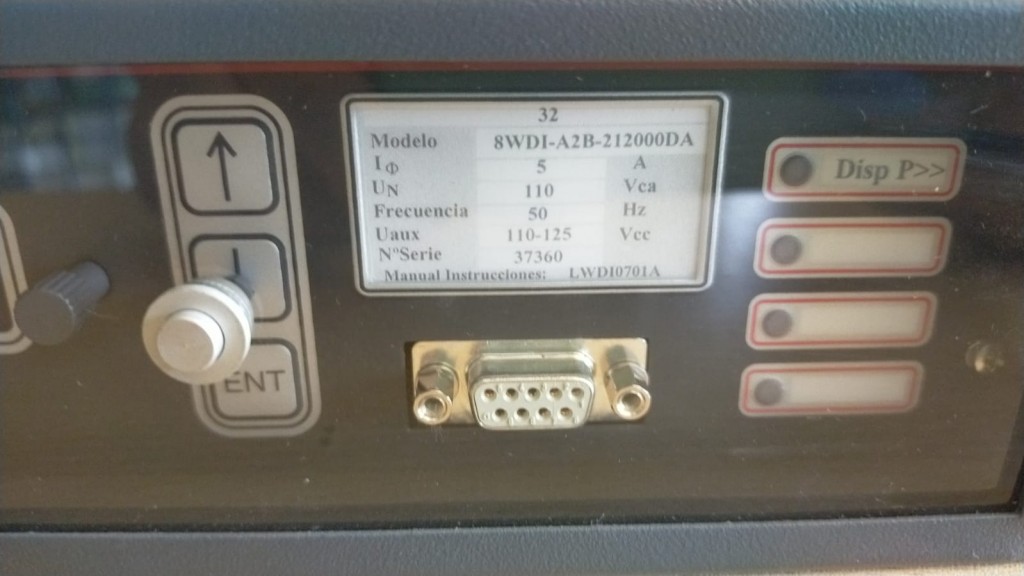 32
Modelo 8WDI-A2B-212000DA
IΦ 5 A
UN 110 Vca
Frecuencia 50 Hz
Uaux 110-125 Vcc
NºSerie 37360
Manual Instrucciones: LWDI0701A
Disp P>>
ENT